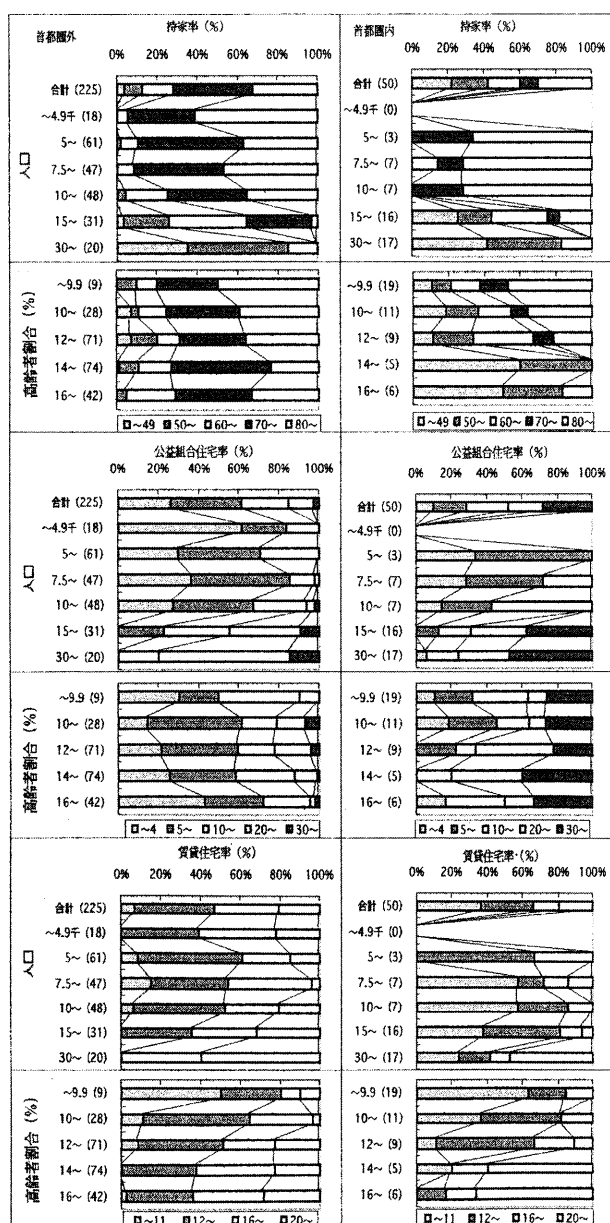 首都圏外
持家率 (%)
0% 20% 40% 60% 80% 100%
人口
合計 (225)
~4.9千 (18)
5~ (61)
7.5~ (47)
10~ (48)
15~ (31)
30~ (20)
高齢者割合 (%)
~9.9 (9)
10~ (28)
12~ (71)
14~ (74)
16~ (42)
~49 50~ 60~ 70~ 80~
首都圏内
持家率 (%)
0% 20% 40% 60% 80% 100%
合計 (50)
~4.9千 (0)
5~ (3)
7.5~ (7)
10~ (7)
15~ (16)
30~ (17)
~9.9 (19)
10~ (11)
12~ (9)
14~ (5)
16~ (6)
~49 50~ 60~ 70~ 80~
公益組合住宅率 (%)
0% 20% 40% 60% 80% 100%
人口
合計 (225)
~4.9千 (18)
5~ (61)
7.5~ (47)
10~ (48)
15~ (31)
30~ (20)
高齢者割合 (%)
~9.9 (9)
10~ (28)
12~ (71)
14~ (74)
16~ (42)
~4 5~ 10~ 20~ 30~
公益組合住宅率 (%)
0% 20% 40% 60% 80% 100%
合計 (50)
~4.9千 (0)
5~ (3)
7.5~ (7)
10~ (7)
15~ (16)
30~ (17)
~9.9 (19)
10~ (11)
12~ (9)
14~ (5)
16~ (6)
~4 5~ 10~ 20~ 30~
賃貸住宅率 (%)
0% 20% 40% 60% 80% 100%
人口
合計 (225)
~4.9千 (18)
5~ (61)
7.5~ (47)
10~ (48)
15~ (31)
30~ (20)
高齢者割合 (%)
~9.9 (9)
10~ (28)
12~ (71)
14~ (74)
16~ (42)
~11 12~ 16~ 20~
賃貸住宅率 (%)
0% 20% 40% 60% 80% 100%
合計 (50)
~4.9千 (0)
5~ (3)
7.5~ (7)
10~ (7)
15~ (16)
30~ (17)
~9.9 (19)
10~ (11)
12~ (9)
14~ (5)
16~ (6)
~11 12~ 16~ 20~